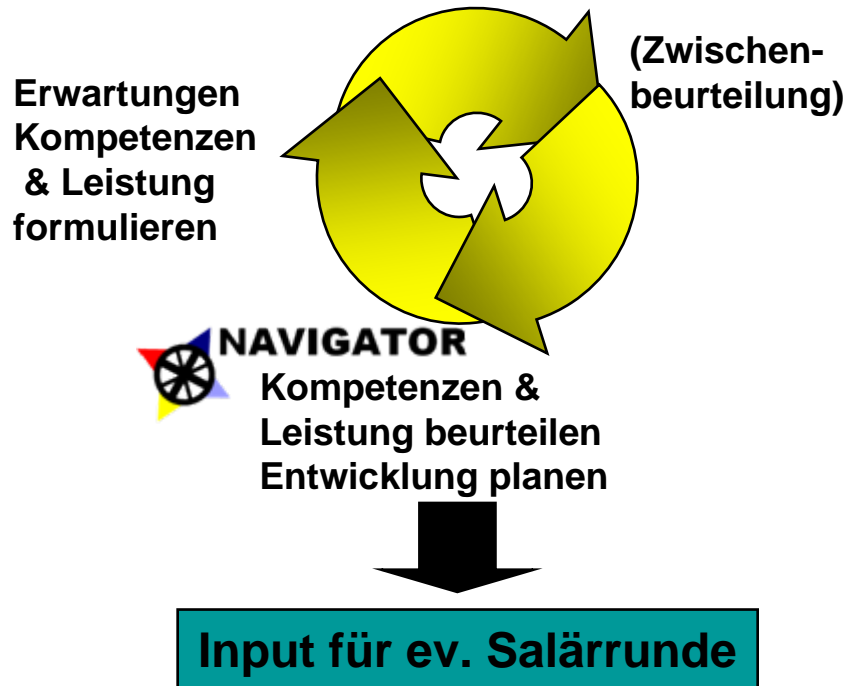 Erwartungen
Kompetenzen
& Leistung
formulieren
(Zwischen-
beurteilung)
NAVIGATOR
Kompetenzen &
Leistung beurteilen
Entwicklung planen
Input für ev. Salärrunde